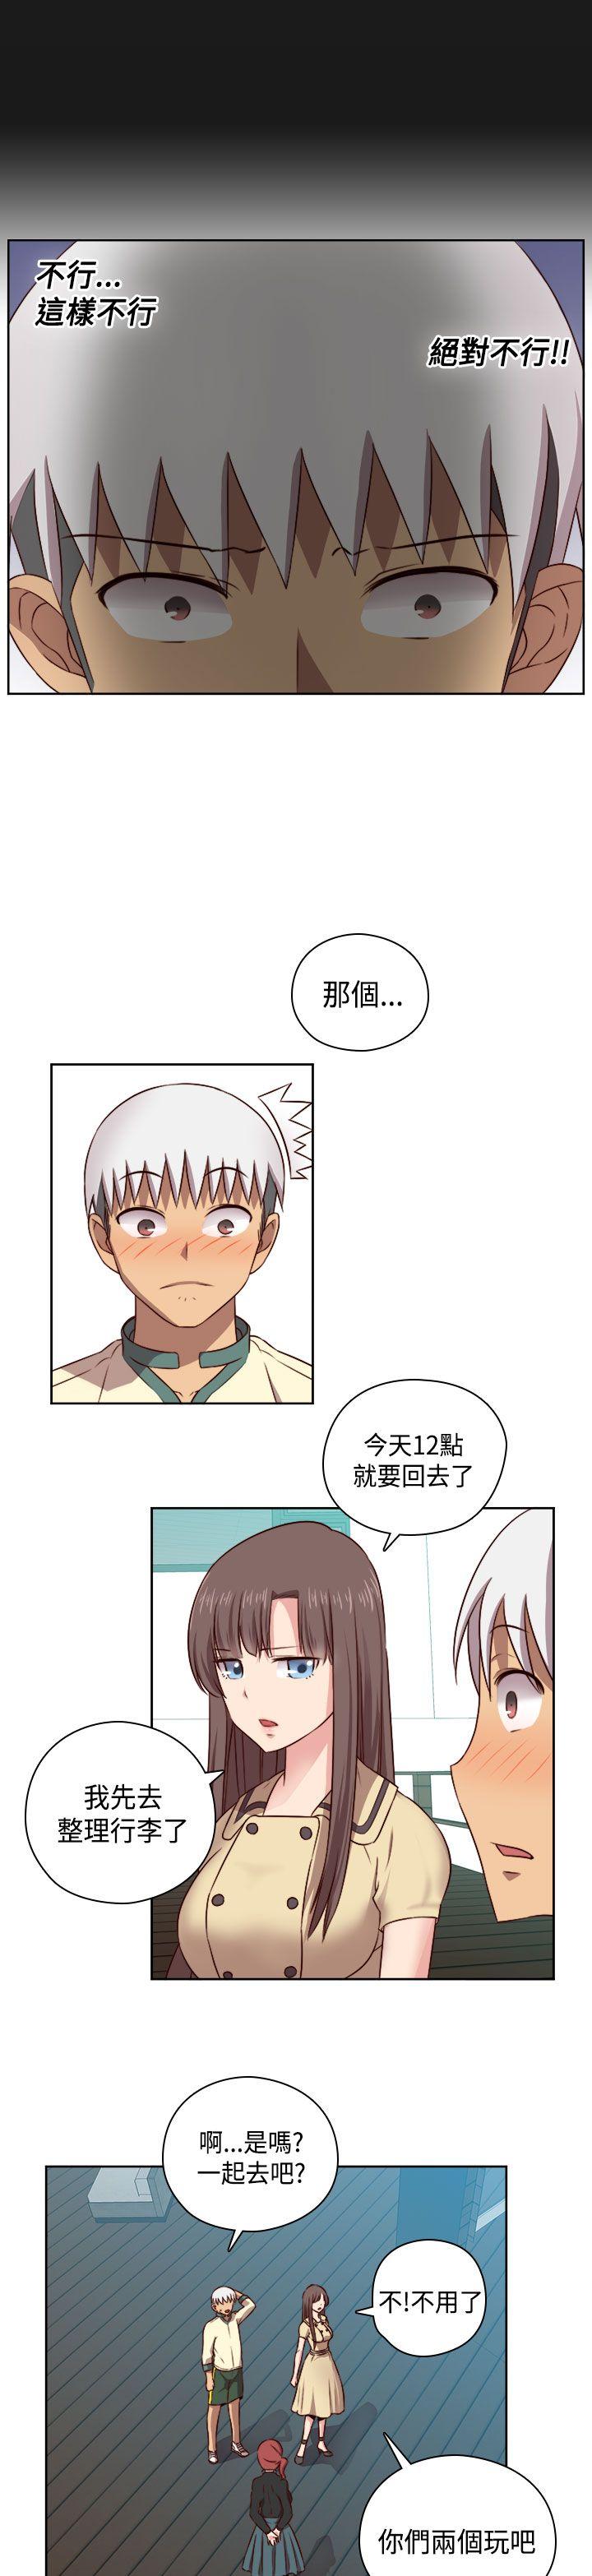 不行...
這樣不行
絕對不行!!
那個...
今天12點
就要回去了
我先去
整理行李了
啊...是嗎?
一起去吧?
不!不用了
你們兩個玩吧